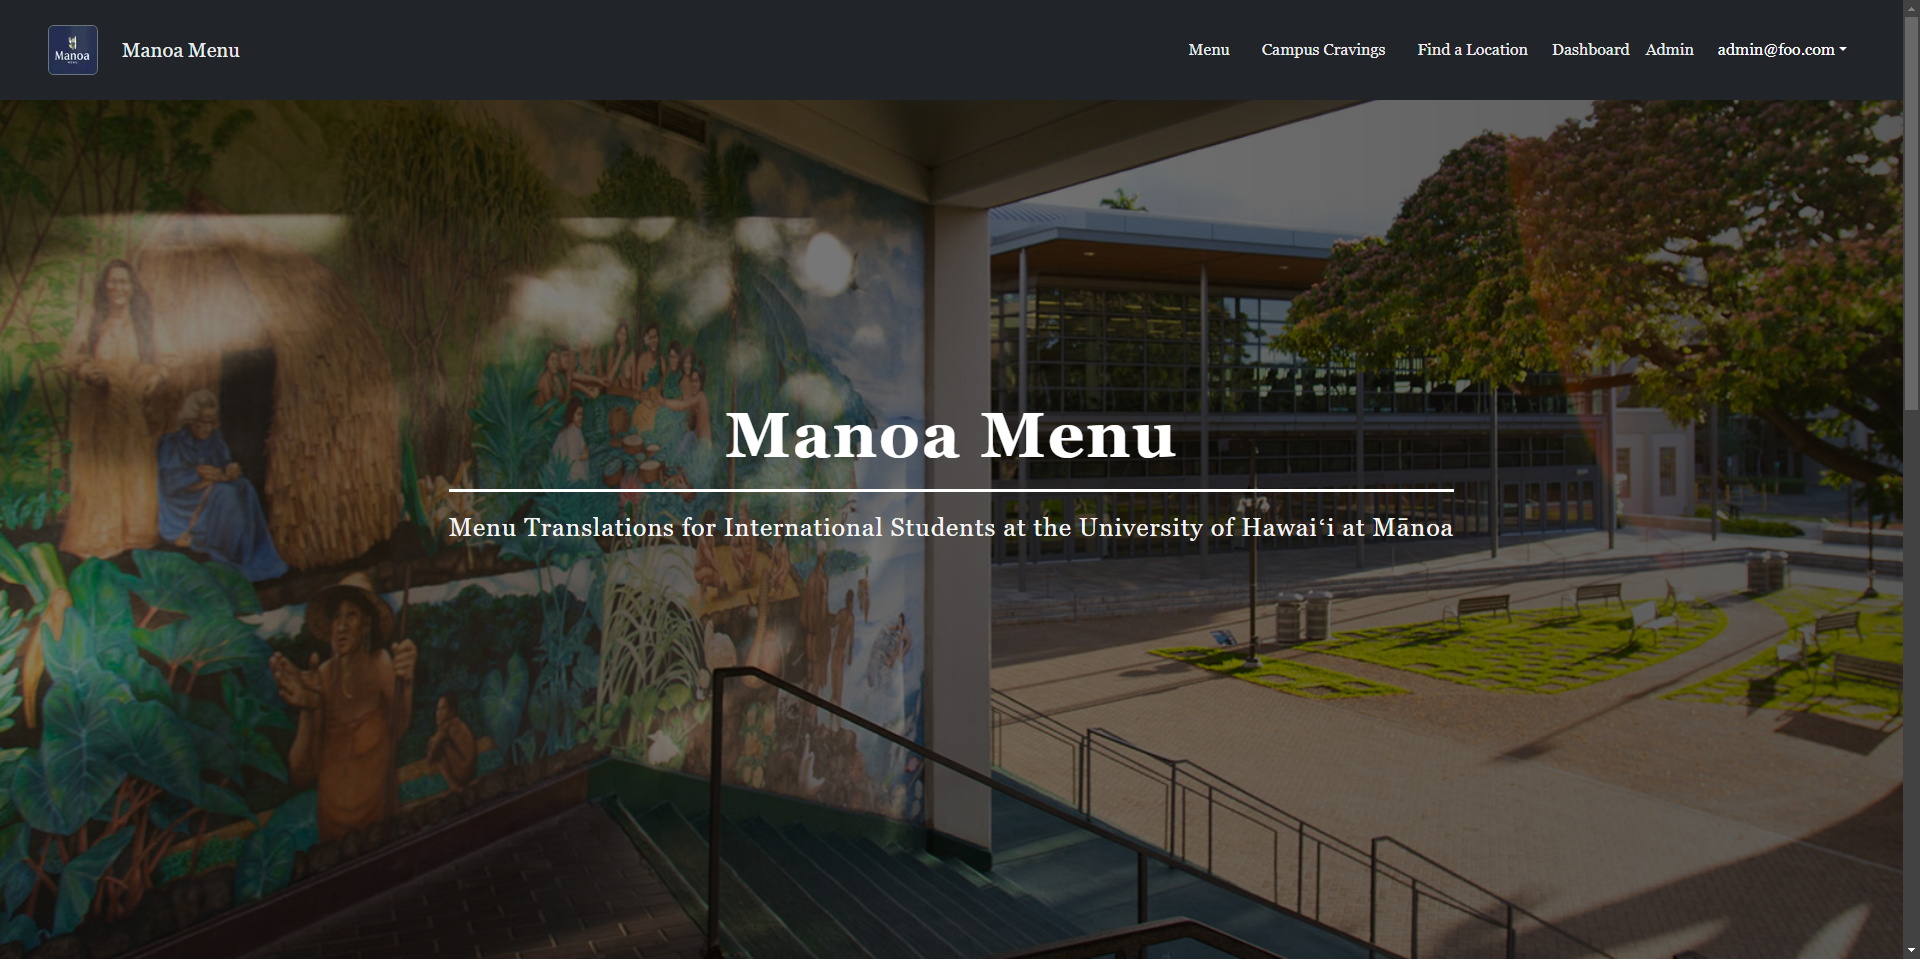 Manoa
Manoa Menu
Menu Campus Cravings Find a Location Dashboard Admin admin@foo.com
Manoa Menu
Menu Translations for International Students at the University of Hawaiʻi at Mānoa